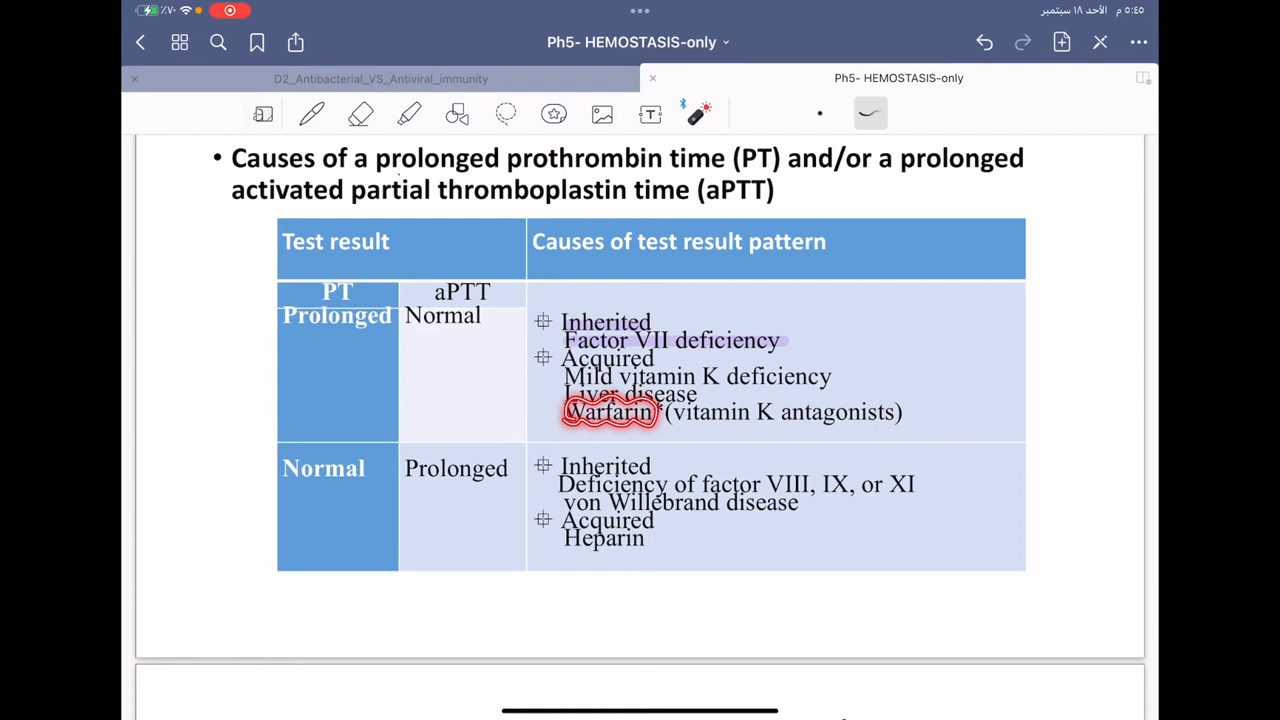 ٥:٤٥ م الأحد ١٨ سبتمبر
٪٧٠
Ph5- HEMOSTASIS-only
D2_Antibacterial_VS_Antiviral_immunity
Ph5- HEMOSTASIS-only
• Causes of a prolonged prothrombin time (PT) and/or a prolonged
activated partial thromboplastin time (aPTT)
Test result
Causes of test result pattern
PT
aPTT
Prolonged
Normal
Inherited
Factor VII deficiency
Acquired
Mild vitamin K deficiency
Liver disease
Warfarin*(vitamin K antagonists)
Normal
Prolonged
Inherited
Deficiency of factor VIII, IX, or XI
von Willebrand disease
Acquired
Heparin